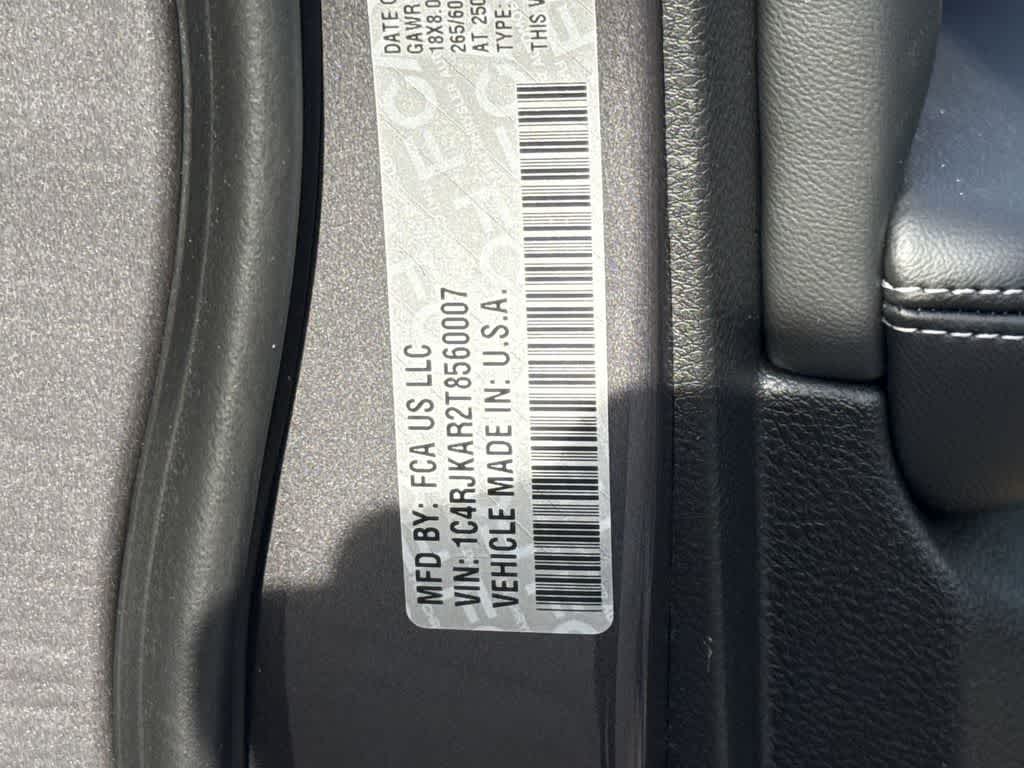 MFD BY: FCA US LLC
DATE O
GAWR
18X8.0
265/60
AT 250
VIN: 1C4RJKAR2T8560007
TYPE:
VEHICLE MADE IN: U.S.A.
THIS V